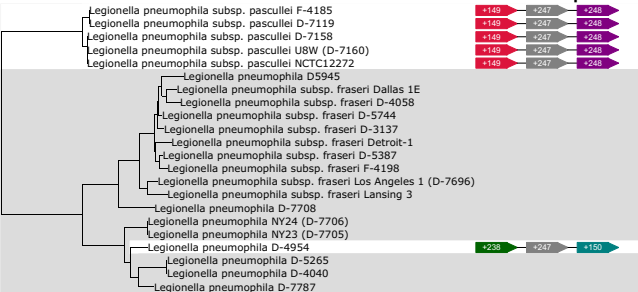 Legionella pneumophila subsp. pascullei F-4185 +149 +247 +248
Legionella pneumophila subsp. pascullei D-7119 +149 +247 +248
Legionella pneumophila subsp. pascullei D-7158 +149 +247 +248
Legionella pneumophila subsp. pascullei U8W (D-7160) +149 +247 +248
Legionella pneumophila subsp. pascullei NCTC12272 +149 +247 +248
Legionella pneumophila D5945
Legionella pneumophila subsp. fraseri Dallas 1E
Legionella pneumophila subsp. fraseri D-4058
Legionella pneumophila subsp. fraseri D-5744
Legionella pneumophila subsp. fraseri D-3137
Legionella pneumophila subsp. fraseri Detroit-1
Legionella pneumophila subsp. fraseri D-5387
Legionella pneumophila subsp. fraseri F-4198
Legionella pneumophila subsp. fraseri Los Angeles 1 (D-7696)
Legionella pneumophila subsp. fraseri Lansing 3
Legionella pneumophila D-7708
Legionella pneumophila NY24 (D-7706)
Legionella pneumophila NY23 (D-7705)
Legionella pneumophila D-4954 +238 +247 +150
Legionella pneumophila D-5265
Legionella pneumophila D-4040
Legionella pneumophila D-7787